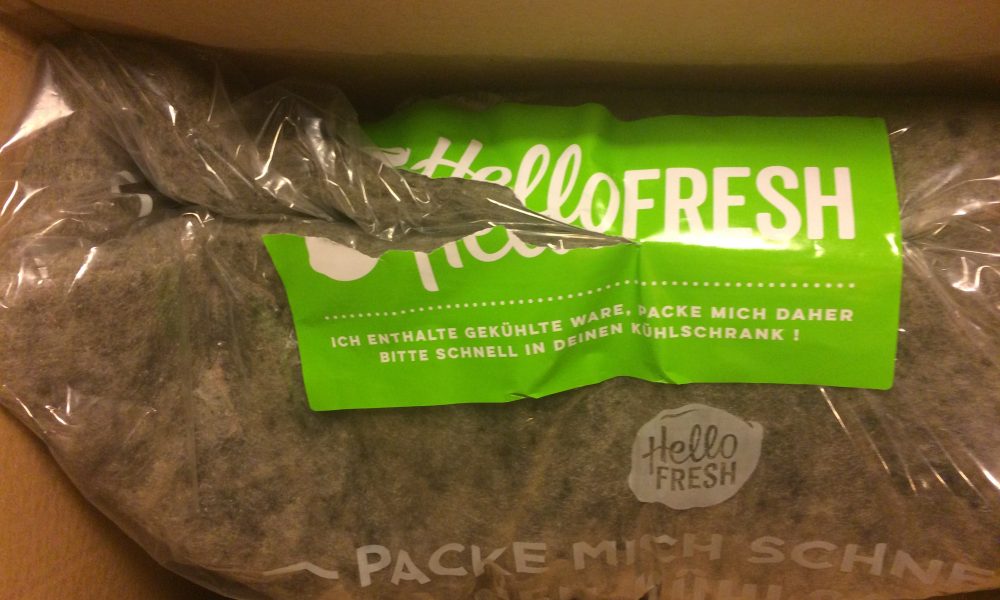 HelloFRESH
ICH ENTHALTE GEKÜHLTE WARE, PACKE MICH DAHER
BITTE SCHNELL IN DEINEN KÜHLSCHRANK !
Hello
FRESH
PACKE MICH SCHNE